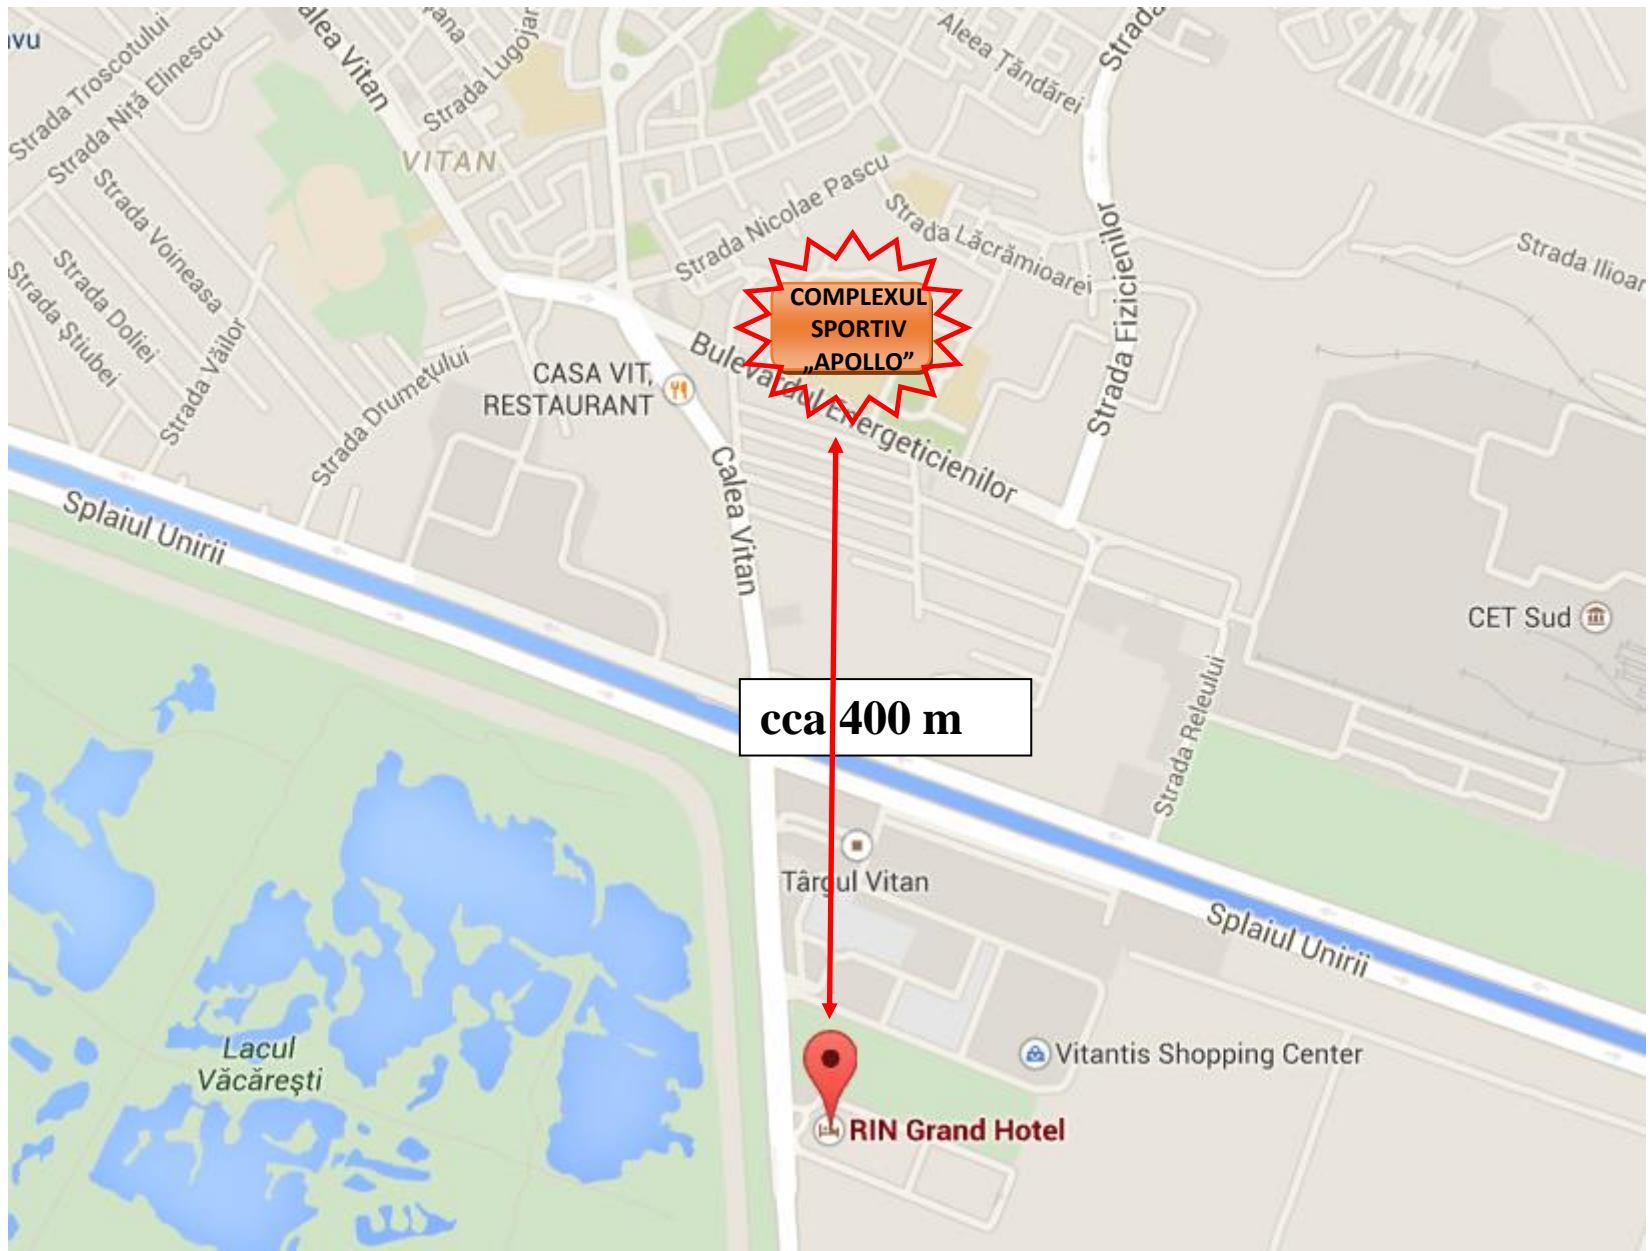 avu
Strada Troscotului
Strada Niță Elinescu
Calea Vitan
Strada Lugojan
Aleea Țăndărei
Strada
VITAN
Strada Voineasa
Strada Doliei
Strada Știubei
Strada Văilor
Strada Drumețului
Strada Nicolae Pascu
Strada Lăcrămioarei
Strada Fizicienilor
Strada Ilioar
COMPLEXUL
SPORTIV
„APOLLO”
CASA VIT,
RESTAURANT
Bulevardul Energeticienilor
Splaiul Unirii
Calea Vitan
CET Sud
Strada Releului
cca 400 m
Târgul Vitan
Splaiul Unirii
Lacul
Văcărești
Vitantis Shopping Center
RIN Grand Hotel